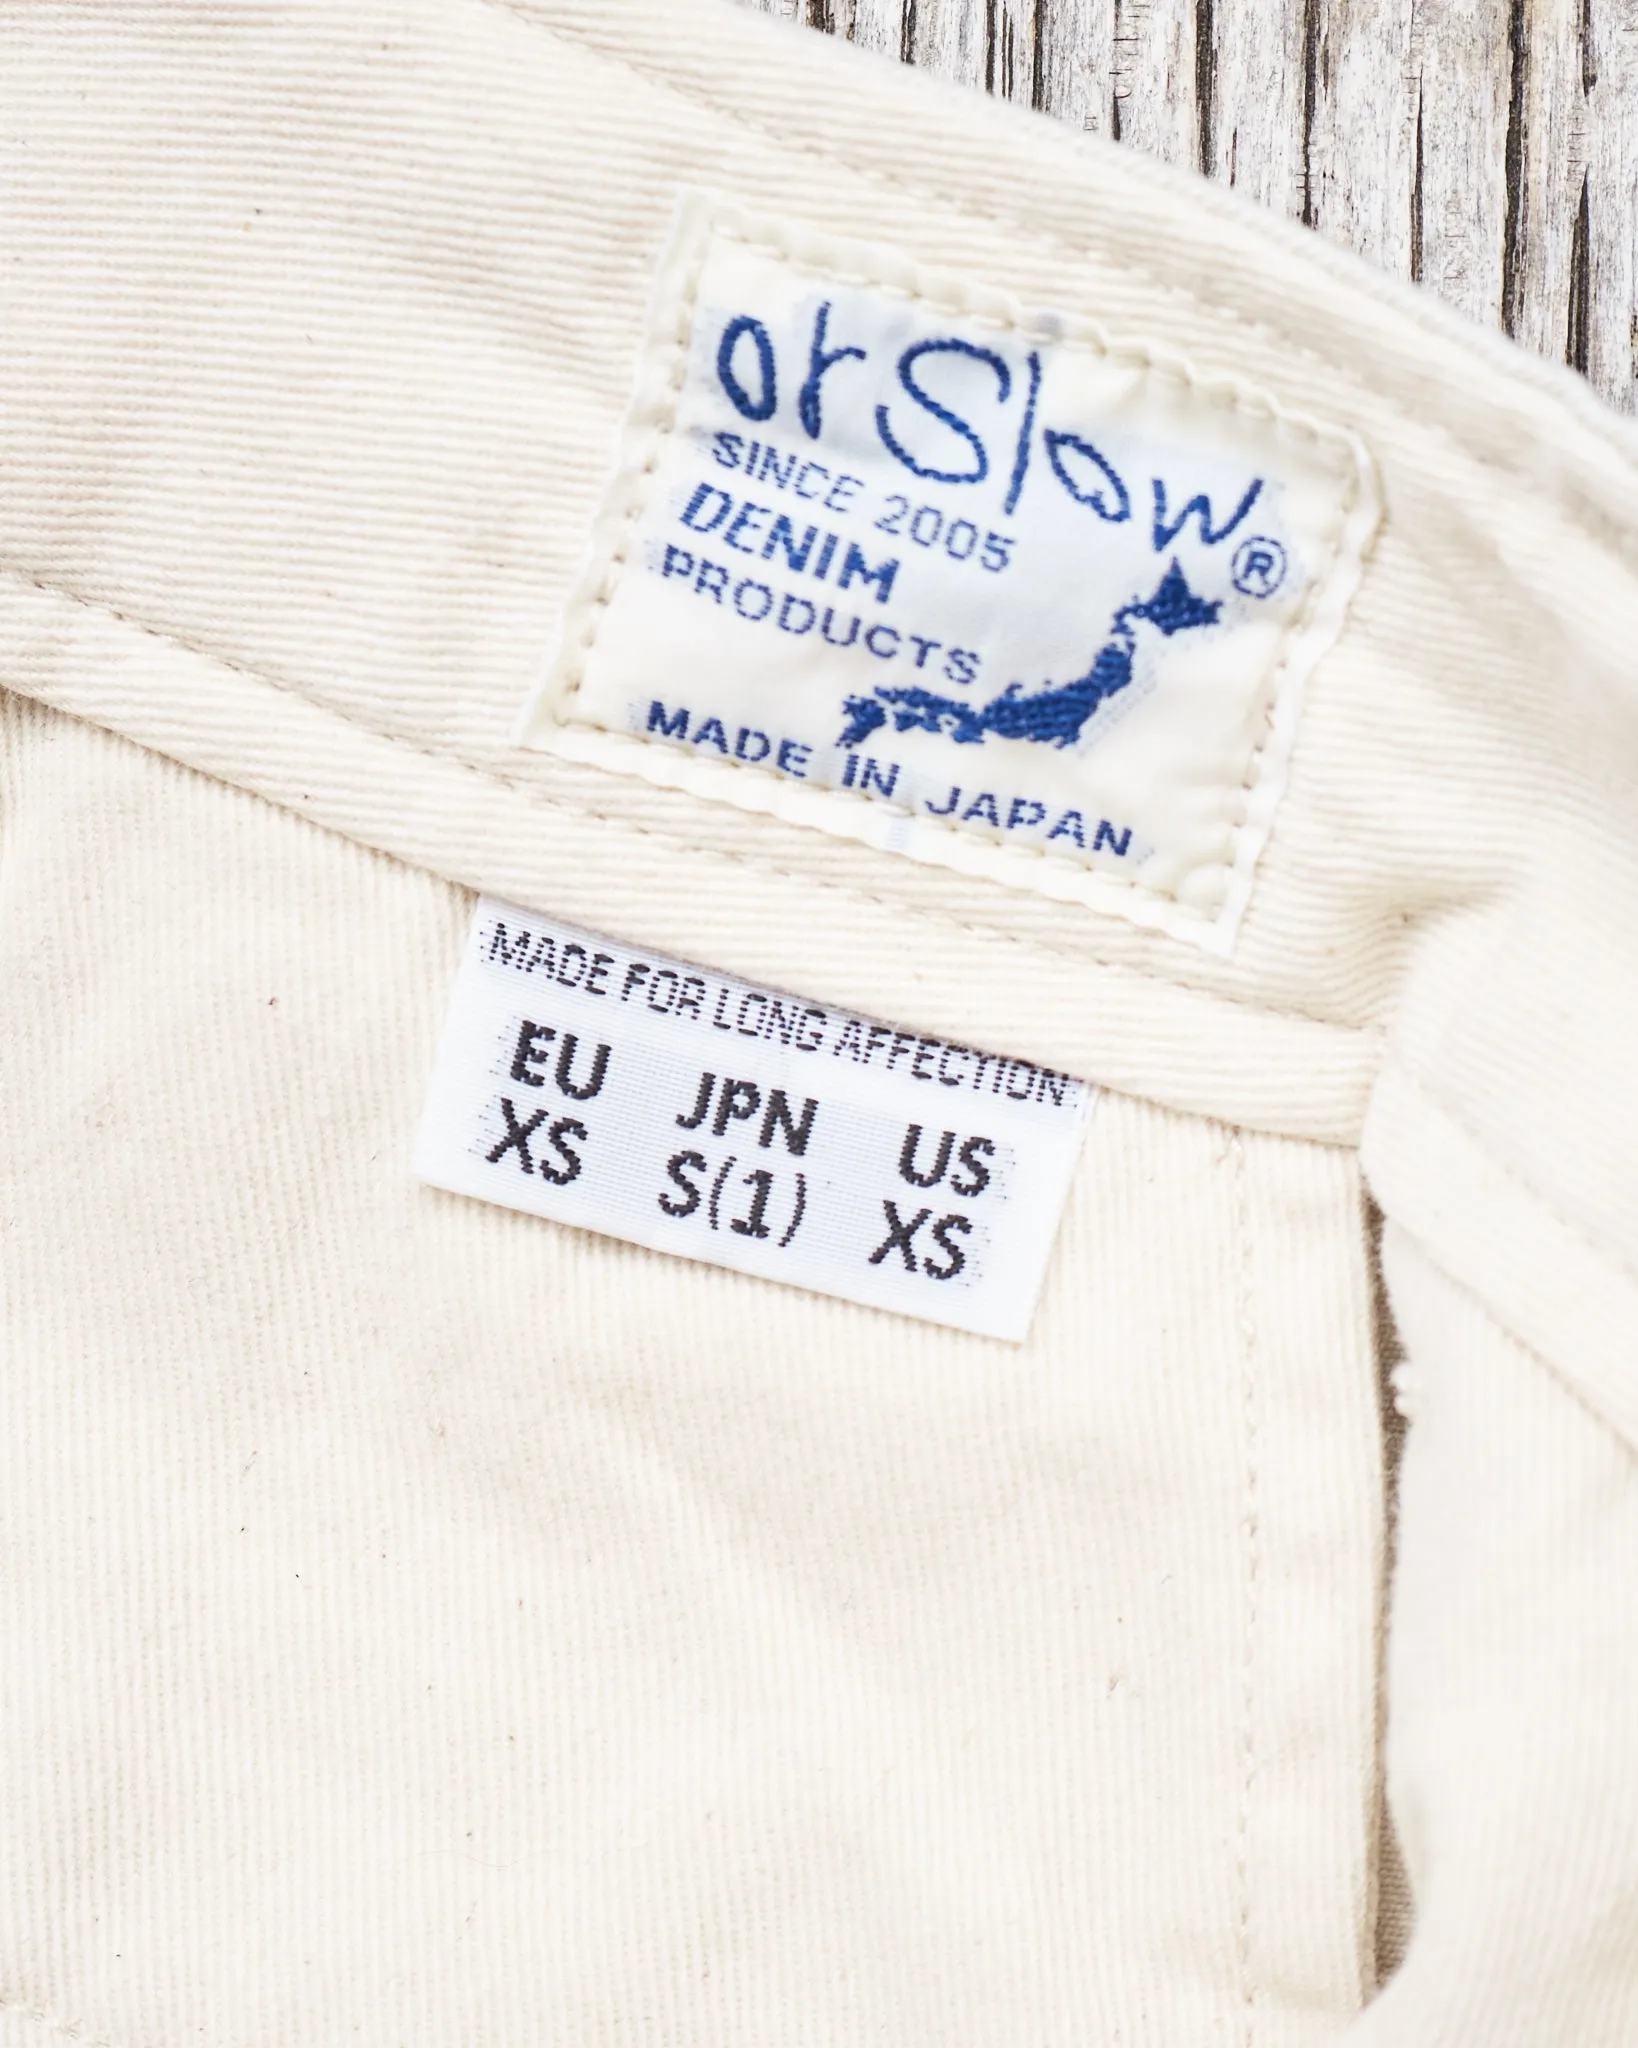 orSlow®
SINCE 2005
DENIM
PRODUCTS
MADE IN JAPAN
MADE FOR LONG AFFECTION
EU JPN US
XS S(1) XS